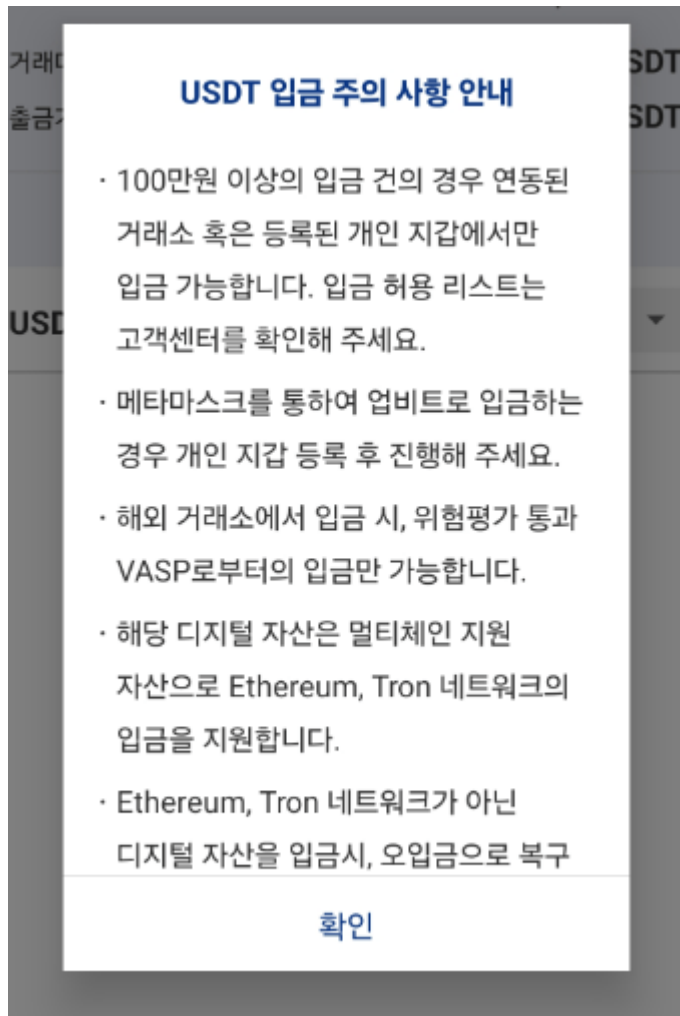 USDT 입금 주의 사항 안내
· 100만원 이상의 입금 건의 경우 연동된
거래소 혹은 등록된 개인 지갑에서만
입금 가능합니다. 입금 허용 리스트는
고객센터를 확인해 주세요.
· 메타마스크를 통하여 업비트로 입금하는
경우 개인 지갑 등록 후 진행해 주세요.
· 해외 거래소에서 입금 시, 위험평가 통과
VASP로부터의 입금만 가능합니다.
· 해당 디지털 자산은 멀티체인 지원
자산으로 Ethereum, Tron 네트워크의
입금을 지원합니다.
· Ethereum, Tron 네트워크가 아닌
디지털 자산을 입금시, 오입금으로 복구
확인